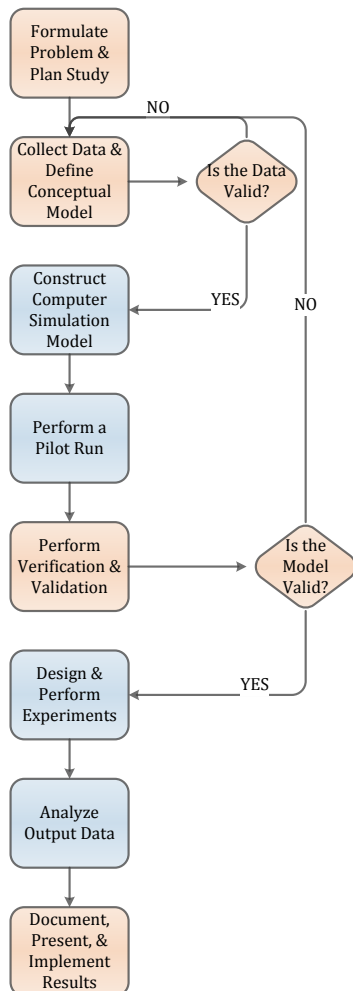 Formulate
Problem &
Plan Study
NO
Collect Data &
Define
Conceptual
Model
Is the Data
Valid?
YES
NO
Construct
Computer
Simulation
Model
Perform a
Pilot Run
Perform
Verification &
Validation
Is the
Model
Valid?
YES
Design &
Perform
Experiments
Analyze
Output Data
Document,
Present, &
Implement
Results